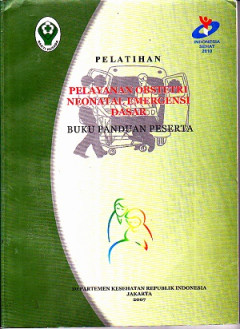 INDONESIA
SEHAT
2010
PELATIHAN
PELAYANAN OBSTETRI
NEONATAL EMERGENSI
DASAR
BUKU PANDUAN PESERTA
DEPARTEMEN KESEHATAN REPUBLIK INDONESIA
JAKARTA
2007